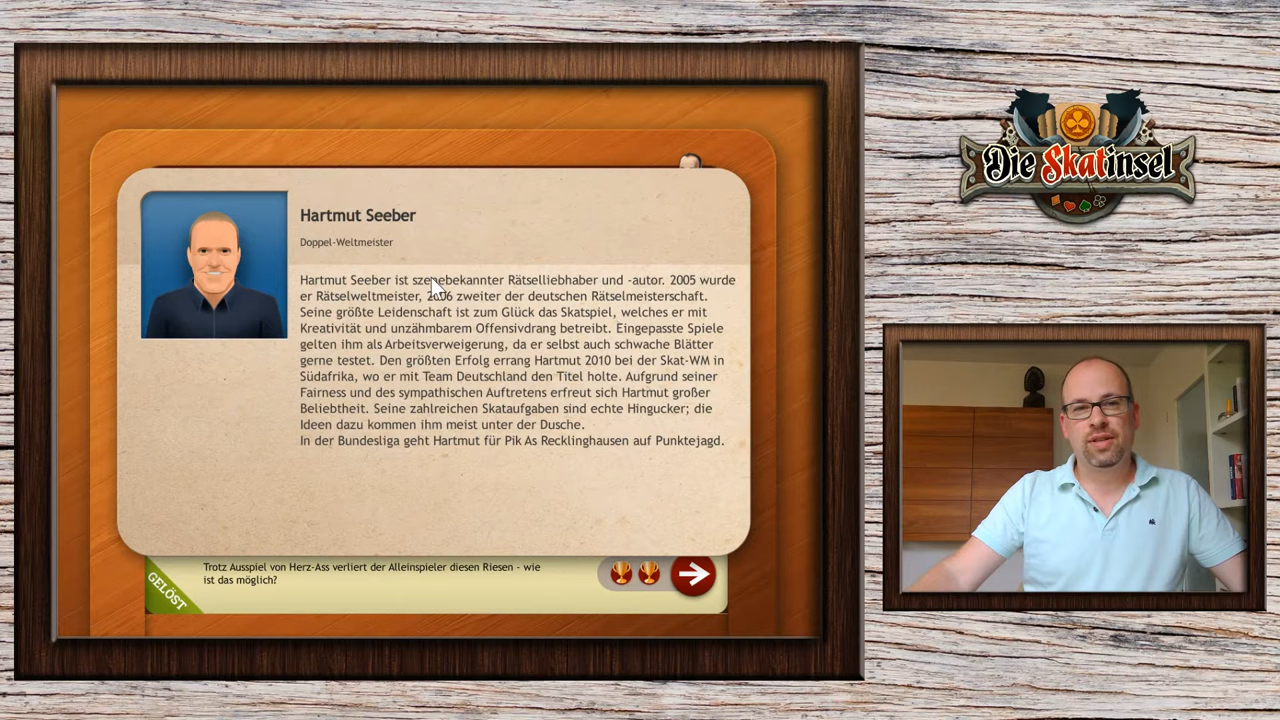 Die Skatinsel
Hartmut Seeber
Doppel-Weltmeister
Hartmut Seeber ist szenebekannter Rätselliebhaber und -autor. 2005 wurde
er Rätselweltmeister, 2006 zweiter der deutschen Rätselmeisterschaft.
Seine größte Leidenschaft ist zum Glück das Skatspiel, welches er mit
Kreativität und unzähmbarem Offensivdrang betreibt. Eingepasste Spiele
gelten ihm als Arbeitsverweigerung, da er selbst auch schwache Blätter
gerne testet. Den größten Erfolg errang Hartmut 2010 bei der Skat-WM in
Südafrika, wo er mit Team Deutschland den Titel holte. Aufgrund seiner
Fairness und des sympathischen Auftretens erfreut sich Hartmut großer
Beliebtheit. Seine zahlreichen Skataufgaben sind echte Hingucker; die
Ideen dazu kommen ihm meist unter der Dusche.
In der Bundesliga geht Hartmut für Pik As Recklinghausen auf Punktejagd.
GELÖST
Trotz Ausspiel von Herz-Ass verliert der Alleinspieler diesen Riesen - wie
ist das möglich?